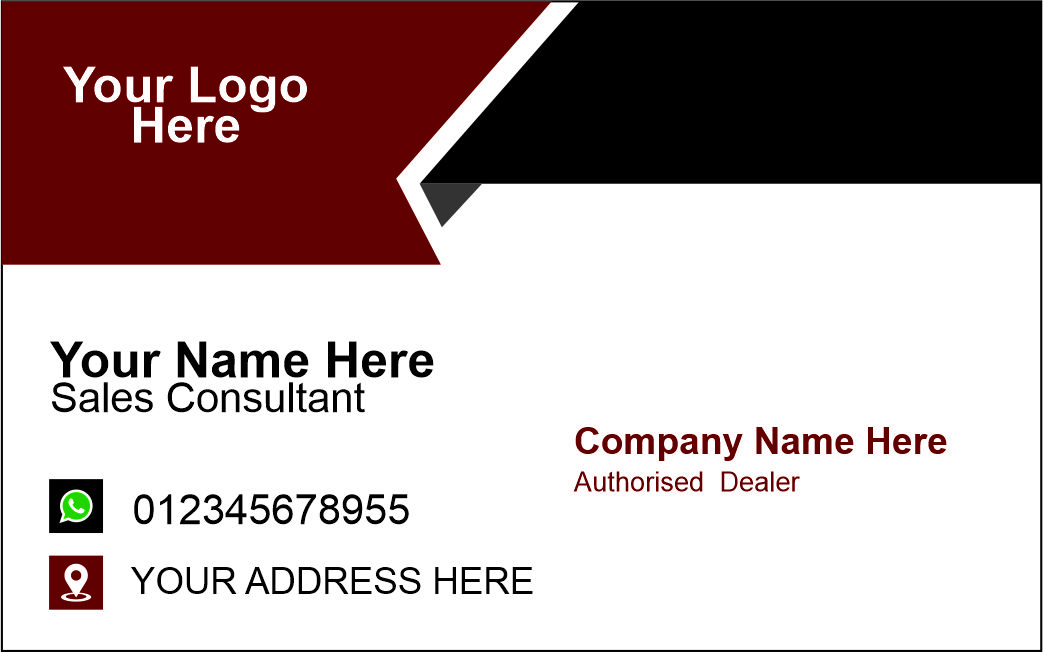 Your Logo
Here
Your Name Here
Sales Consultant
Company Name Here
Authorised  Dealer
012345678955
YOUR ADDRESS HERE